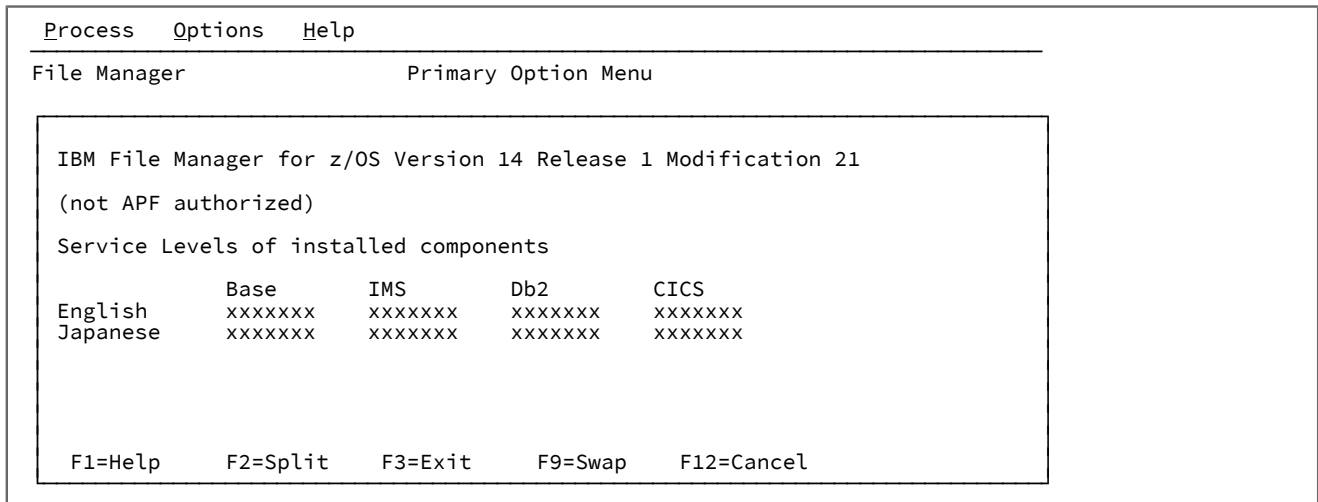 Process Options Help
File Manager Primary Option Menu
IBM File Manager for z/OS Version 14 Release 1 Modification 21
(not APF authorized)
Service Levels of installed components
Base IMS Db2 CICS
English xxxxxxx xxxxxxx xxxxxxx xxxxxxx
Japanese xxxxxxx xxxxxxx xxxxxxx xxxxxxx
F1=Help F2=Split F3=Exit F9=Swap F12=Cancel